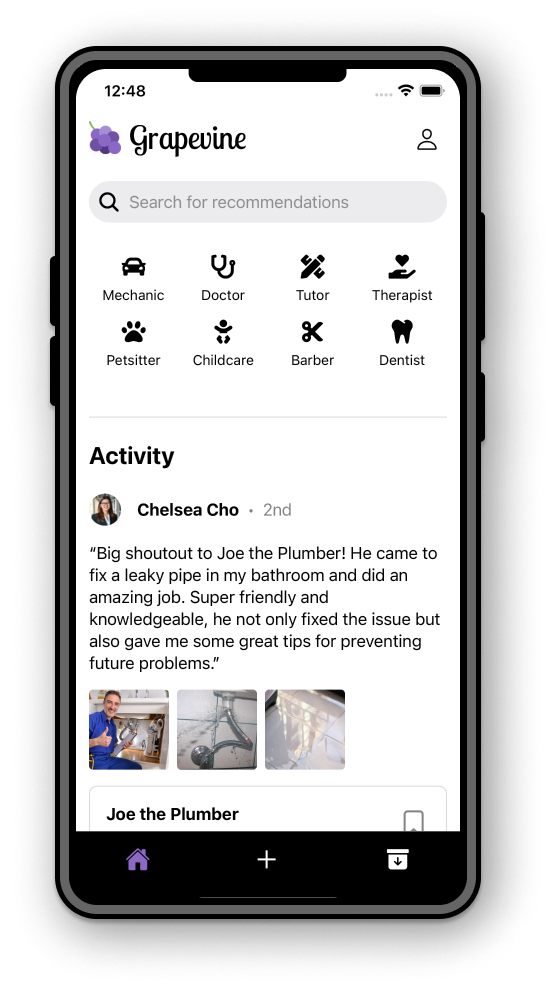 12:48
Grapevine
Search for recommendations
Mechanic Doctor Tutor Therapist
Petsitter Childcare Barber Dentist
Activity
Chelsea Cho • 2nd
“Big shoutout to Joe the Plumber! He came to
fix a leaky pipe in my bathroom and did an
amazing job. Super friendly and
knowledgeable, he not only fixed the issue but
also gave me some great tips for preventing
future problems.”
Joe the Plumber